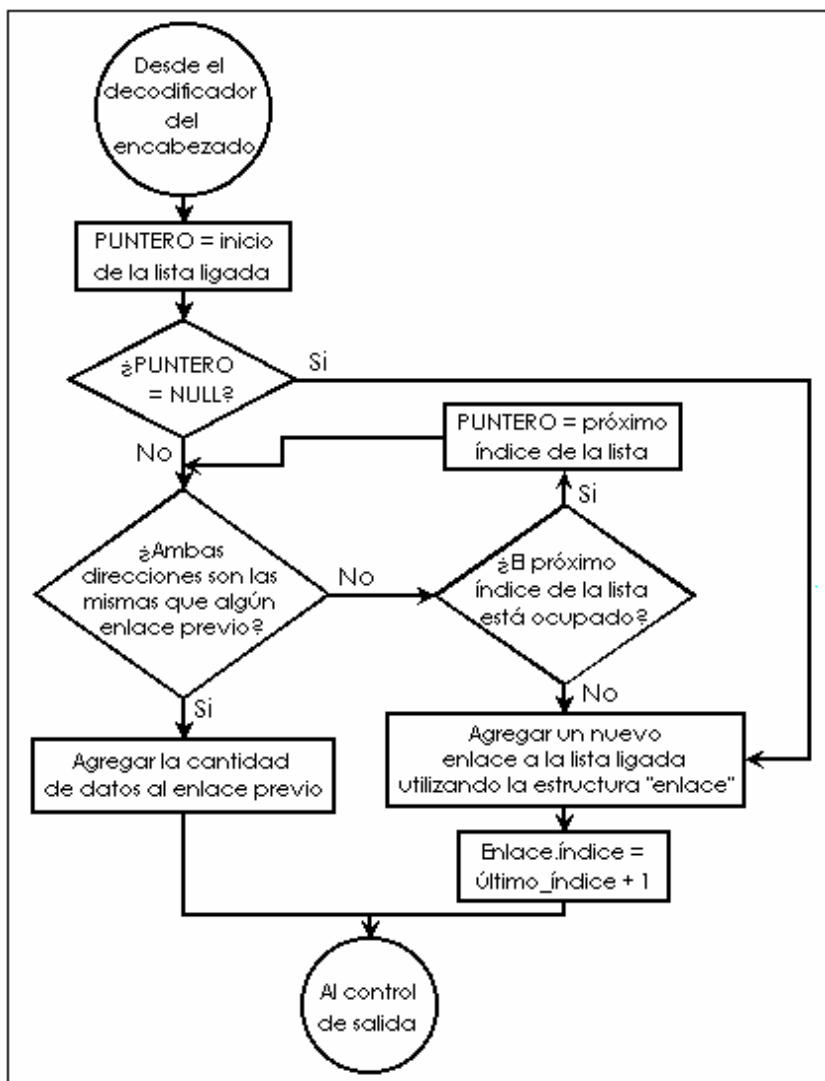 Desde el
decodificador
del
encabezado
PUNTERO = inicio
de la lista ligada
¿PUNTERO
= NULL?
Si
No
PUNTERO = próximo
índice de la lista
Si
¿Ambas
direcciones son las
mismas que algún
enlace previo?
No
¿El próximo
índice de la lista
está ocupado?
Si
No
Agregar la cantidad
de datos al enlace previo
Agregar un nuevo
enlace a la lista ligada
utilizando la estructura "enlace"
Enlace.índice =
último_índice + 1
Al control
de salida